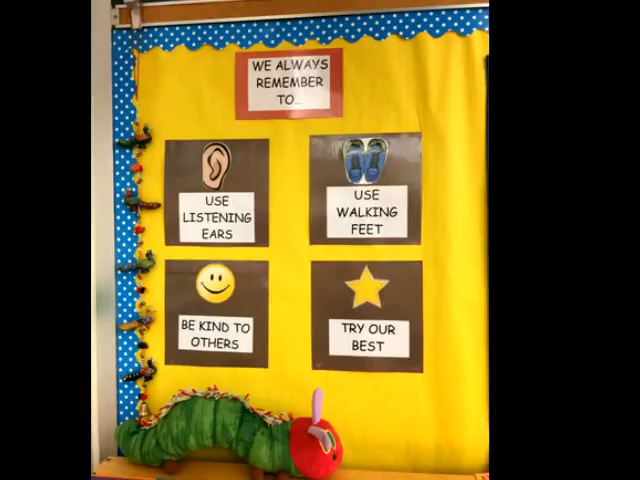 WE ALWAYS
REMEMBER
TO...
USE
LISTENING
EARS
USE
WALKING
FEET
BE KIND TO
OTHERS
TRY OUR
BEST